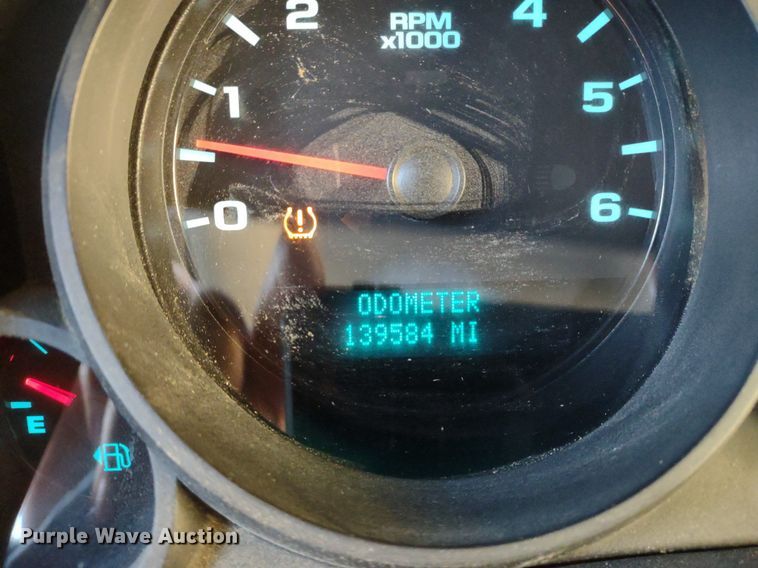 2
4
RPM
x1000
1
5
0
6
ODOMETER
139584 MI
E
Purple Wave Auction